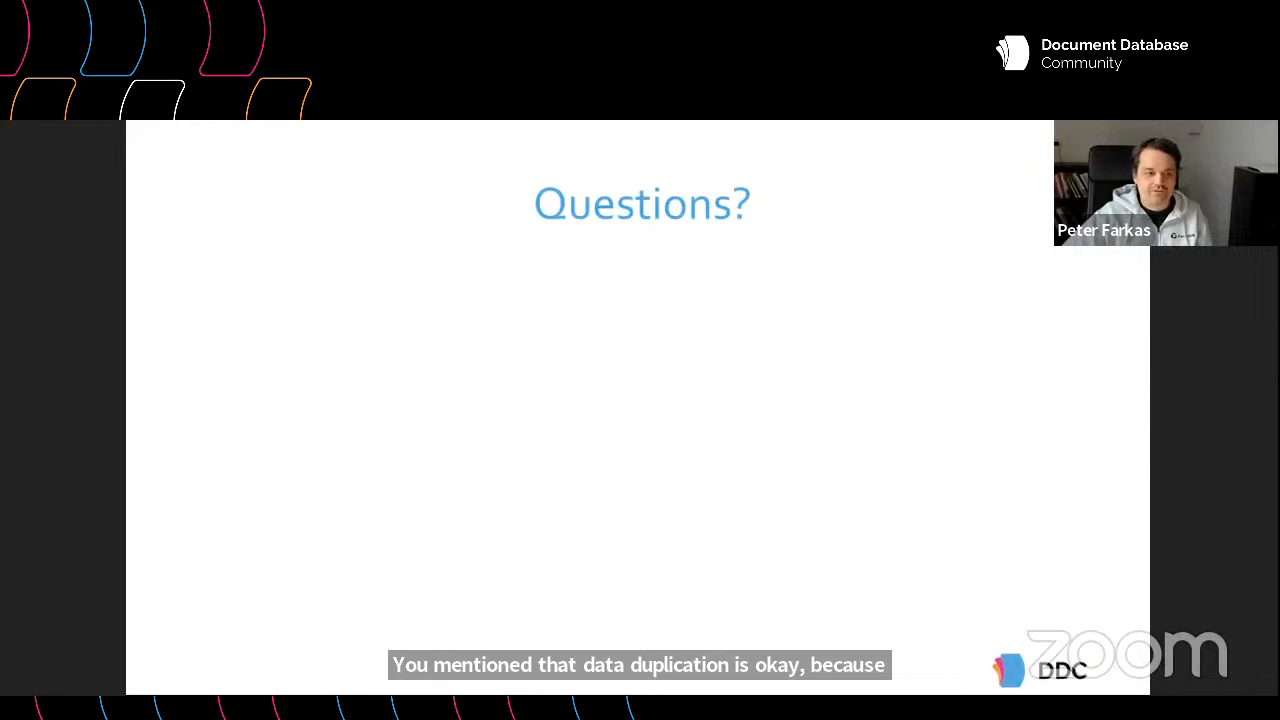 Document Database
Community
Questions?
Peter Farkas
You mentioned that data duplication is okay, because
zoom
DDC